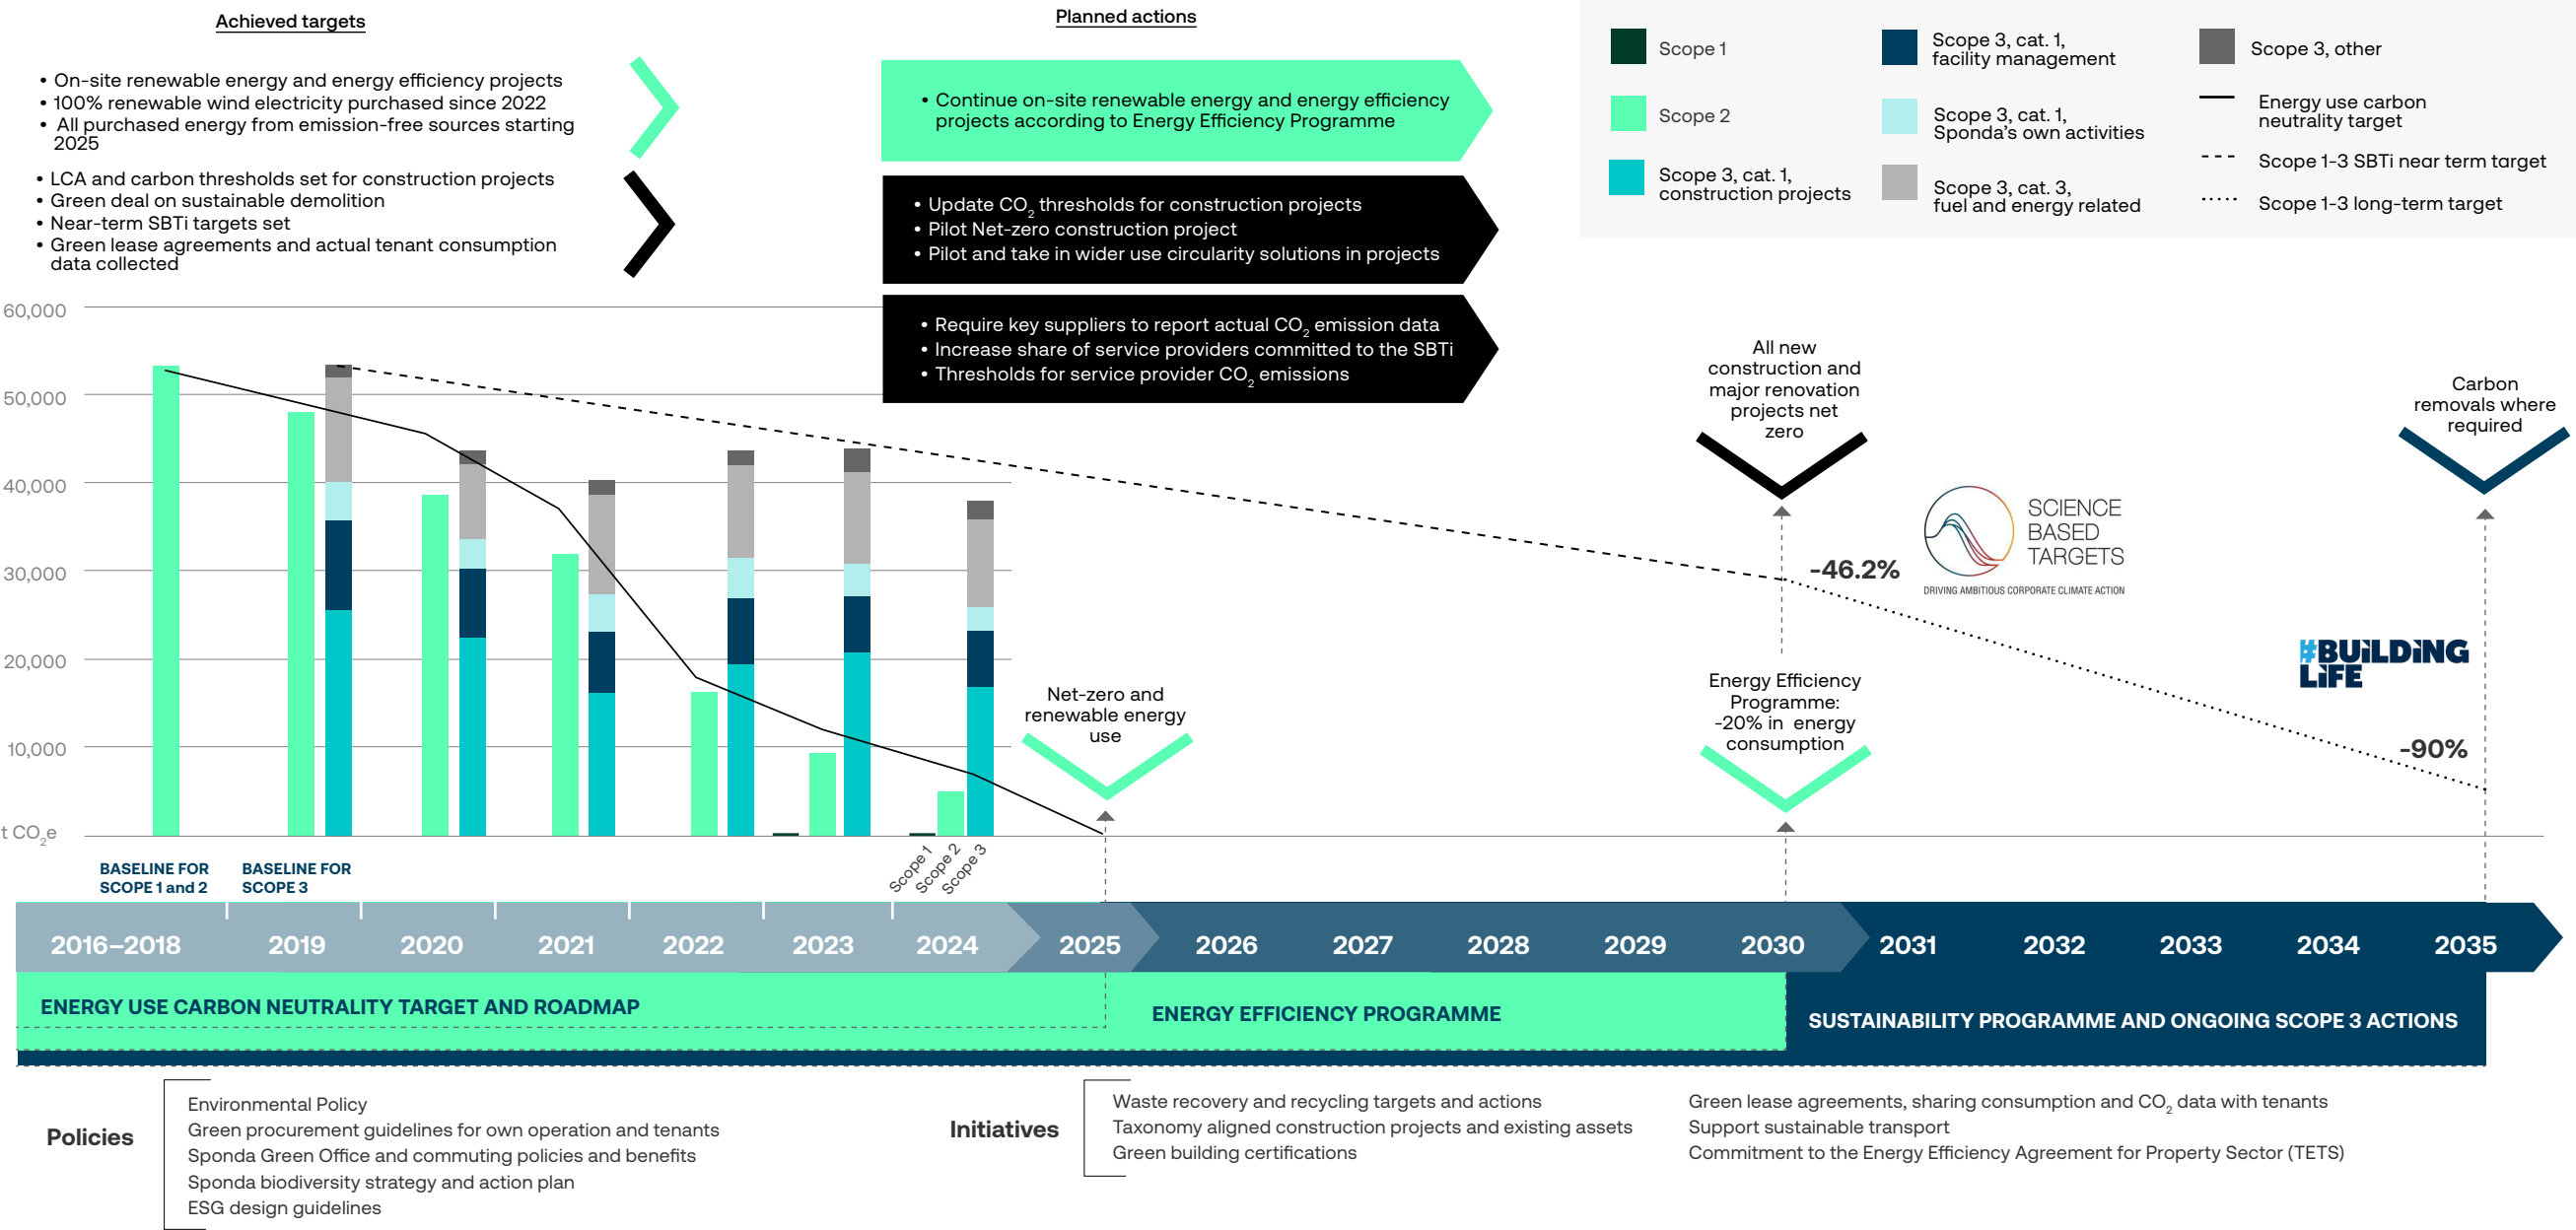 Achieved targets
• On-site renewable energy and energy efficiency projects
• 100% renewable wind electricity purchased since 2022
• All purchased energy from emission-free sources starting
2025
• LCA and carbon thresholds set for construction projects
• Green deal on sustainable demolition
• Near-term SBTi targets set
• Green lease agreements and actual tenant consumption
data collected
Planned actions
• Continue on-site renewable energy and energy efficiency
projects according to Energy Efficiency Programme
• Update CO2 thresholds for construction projects
• Pilot Net-zero construction project
• Pilot and take in wider use circularity solutions in projects
• Require key suppliers to report actual CO2 emission data
• Increase share of service providers committed to the SBTi
• Thresholds for service provider CO2 emissions
Scope 1
Scope 2
Scope 3, cat. 1,
construction projects
Scope 3, cat. 1,
facility management
Scope 3, cat. 1,
Sponda's own activities
Scope 3, cat. 3,
fuel and energy related
Scope 3, other
Energy use carbon
neutrality target
Scope 1-3 SBTi near term target
Scope 1-3 long-term target
60,000
50,000
40,000
30,000
20,000
10,000
t CO2e
All new
construction and
major renovation
projects net
zero
Carbon
removals where
required
SCIENCE
BASED
TARGETS
DRIVING AMBITIOUS CORPORATE CLIMATE ACTION
-46.2%
#BUiLDiNG
LiFE
-90%
Net-zero and
renewable energy
use
Energy Efficiency
Programme:
-20% in energy
consumption
Scope 1
Scope 2
Scope 3
BASELINE FOR
SCOPE 1 and 2
BASELINE FOR
SCOPE 3
2016–2018
2019
2020
2021
2022
2023
2024
2025
2026
2027
2028
2029
2030
2031
2032
2033
2034
2035
ENERGY USE CARBON NEUTRALITY TARGET AND ROADMAP
ENERGY EFFICIENCY PROGRAMME
SUSTAINABILITY PROGRAMME AND ONGOING SCOPE 3 ACTIONS
Policies
Environmental Policy
Green procurement guidelines for own operation and tenants
Sponda Green Office and commuting policies and benefits
Sponda biodiversity strategy and action plan
ESG design guidelines
Initiatives
Waste recovery and recycling targets and actions
Taxonomy aligned construction projects and existing assets
Green building certifications
Green lease agreements, sharing consumption and CO2 data with tenants
Support sustainable transport
Commitment to the Energy Efficiency Agreement for Property Sector (TETS)